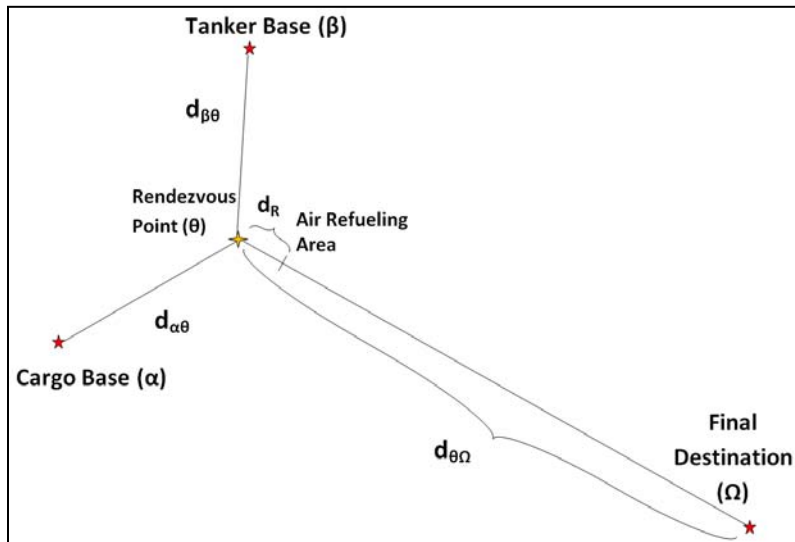 Tanker Base (β)
dβθ
Rendezvous
Point (θ)
dR
Air Refueling
Area
dαθ
Cargo Base (α)
dθΩ
Final
Destination
(Ω)